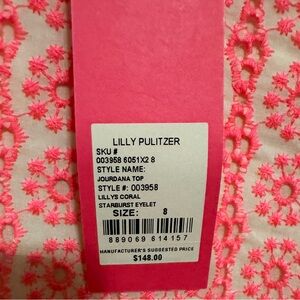 LILLY PULITZER
SKU #
003958 6051X2 8
STYLE NAME:
JOURDANA TOP
STYLE #: 003958
LILLYS CORAL
STARBURST EYELET
SIZE: 8
889069 614157
MANUFACTURER'S SUGGESTED PRICE
$148.00